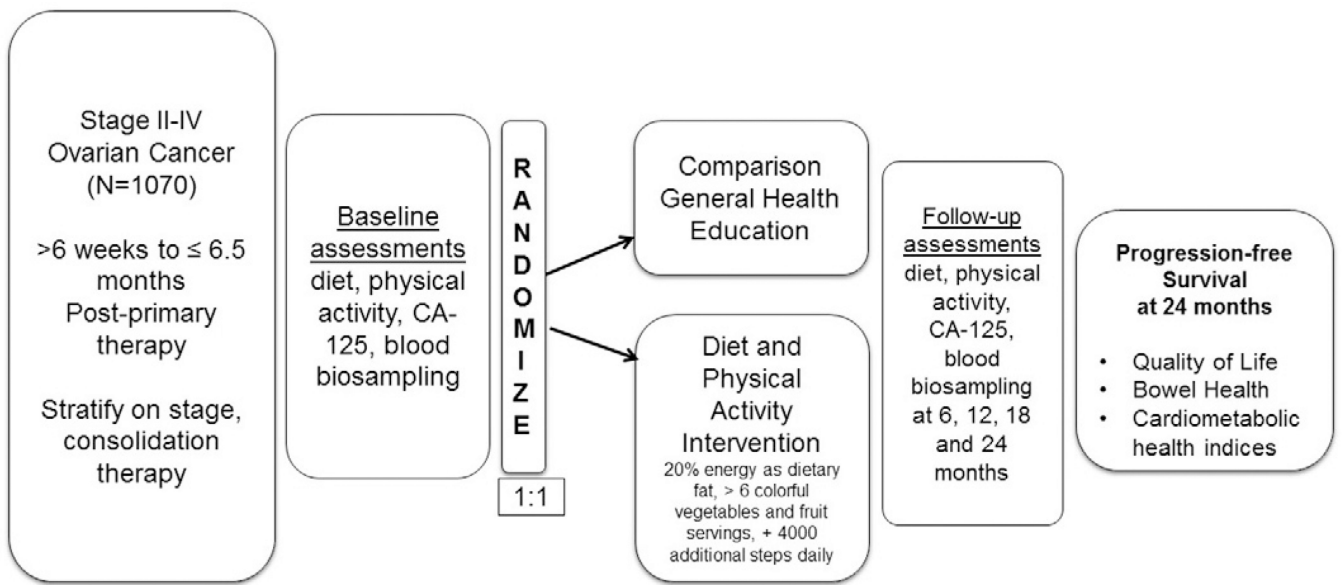 Stage II-IV
Ovarian Cancer
(N=1070)
>6 weeks to ≤ 6.5
months
Post-primary
therapy
Stratify on stage,
consolidation
therapy
Baseline
assessments
diet, physical
activity, CA-
125, blood
biosampling
R
A
N
D
O
M
I
Z
E
1:1
Comparison
General Health
Education
Diet and
Physical
Activity
Intervention
20% energy as dietary
fat, > 6 colorful
vegetables and fruit
servings, + 4000
additional steps daily
Follow-up
assessments
diet, physical
activity,
CA-125,
blood
biosampling
at 6, 12, 18
and 24
months
Progression-free
Survival
at 24 months
• Quality of Life
• Bowel Health
• Cardiometabolic
health indices